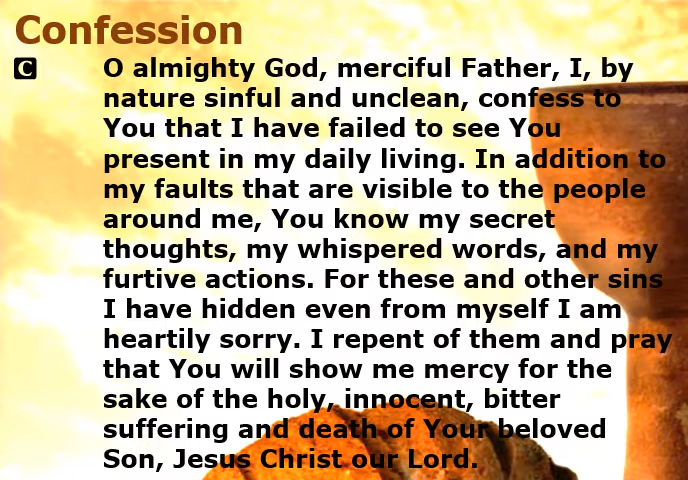 Confession
C O almighty God, merciful Father, I, by
nature sinful and unclean, confess to
You that I have failed to see You
present in my daily living. In addition to
my faults that are visible to the people
around me, You know my secret
thoughts, my whispered words, and my
furtive actions. For these and other sins
I have hidden even from myself I am
heartily sorry. I repent of them and pray
that You will show me mercy for the
sake of the holy, innocent, bitter
suffering and death of Your beloved
Son, Jesus Christ our Lord.